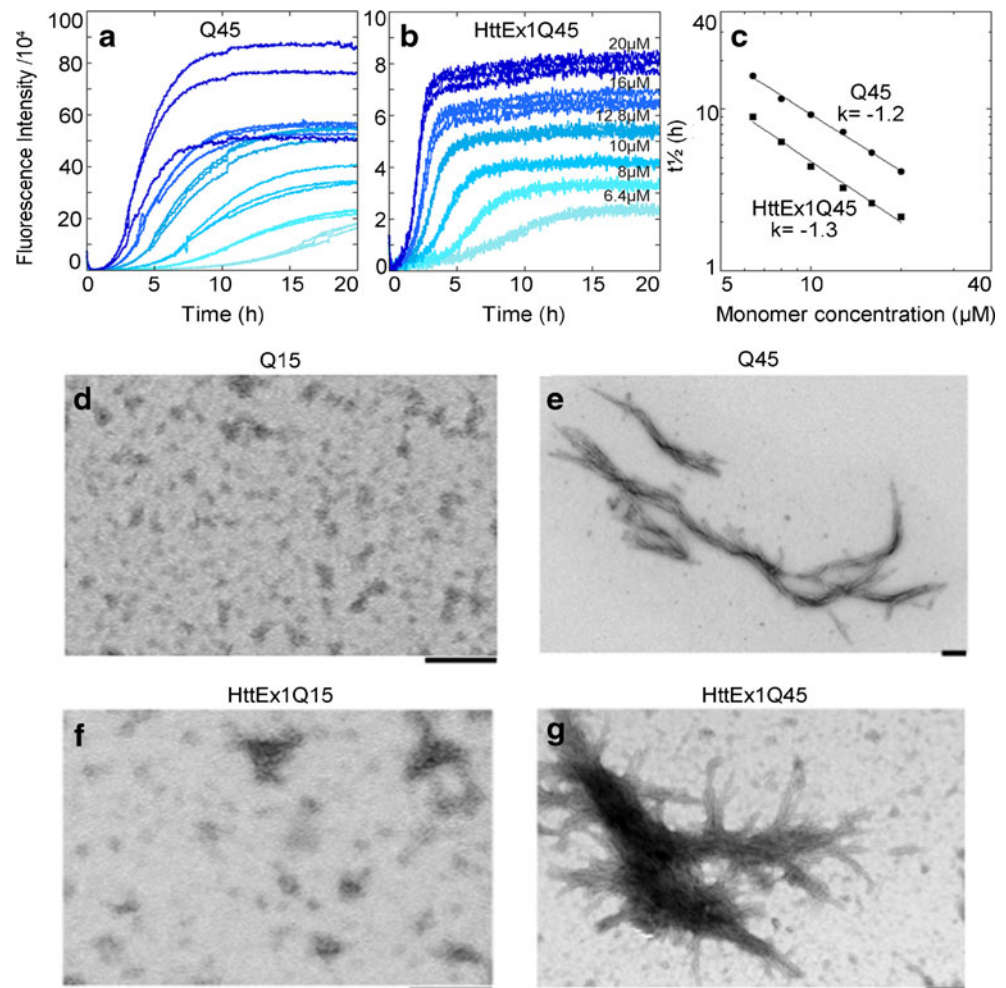 a
Q45
Fluorescence Intensity /10⁴
80
60
40
20
0
0
5
10
15
20
Time (h)
b
HttEx1Q45
10
8
6
4
2
0
20µM
16µM
12.8µM
10µM
8µM
6.4µM
0
5
10
15
20
Time (h)
c
t½ (h)
40
10
1
Q45
k= -1.2
HttEx1Q45
k= -1.3
5
10
40
Monomer concentration (µM)
Q15
d
Q45
e
HttEx1Q15
f
HttEx1Q45
g